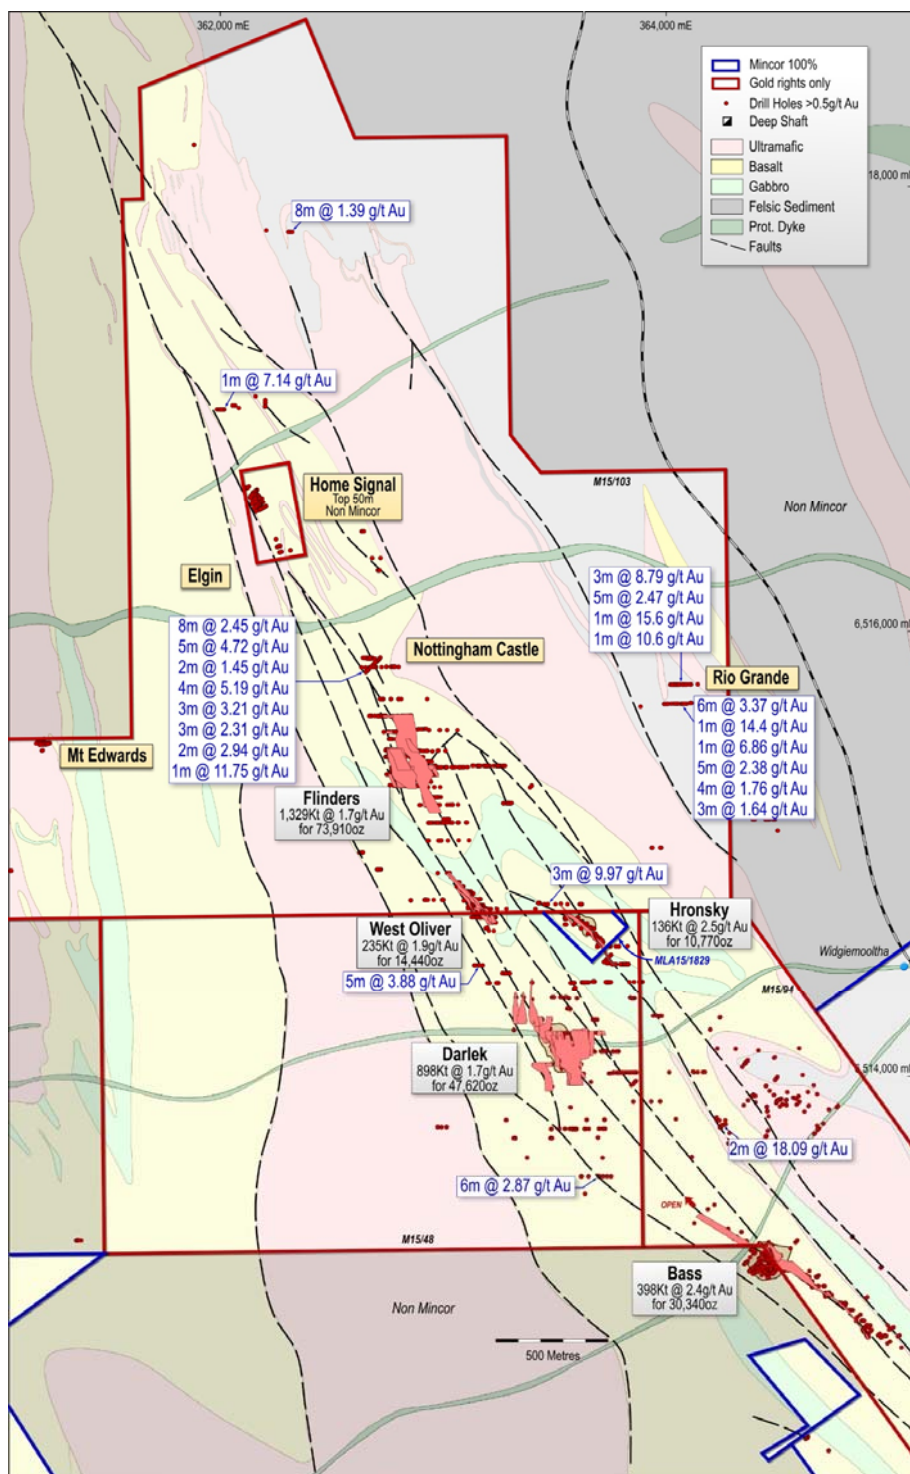 362,000 mE
364,000 mE
Mincor 100%
Gold rights only
Drill Holes >0.5g/t Au
Deep Shaft
Ultramafic
Basalt
Gabbro
Felsic Sediment
Prot. Dyke
Faults
18,000 m
8m @ 1.39 g/t Au
1m @ 7.14 g/t Au
Home Signal
Top 50m
Non Mincor
M15/103
Non Mincor
Elgin
3m @ 8.79 g/t Au
5m @ 2.47 g/t Au
1m @ 15.6 g/t Au
1m @ 10.6 g/t Au
6,516,000 m
8m @ 2.45 g/t Au
5m @ 4.72 g/t Au
2m @ 1.45 g/t Au
4m @ 5.19 g/t Au
3m @ 3.21 g/t Au
3m @ 2.31 g/t Au
2m @ 2.94 g/t Au
1m @ 11.75 g/t Au
Nottingham Castle
Rio Grande
6m @ 3.37 g/t Au
1m @ 14.4 g/t Au
1m @ 6.86 g/t Au
5m @ 2.38 g/t Au
4m @ 1.76 g/t Au
3m @ 1.64 g/t Au
Mt Edwards
Flinders
1,329Kt @ 1.7g/t Au
for 73,910oz
3m @ 9.97 g/t Au
West Oliver
235Kt @ 1.9g/t Au
for 14,440oz
Hronsky
136Kt @ 2.5g/t Au
for 10,770oz
MLA15/1829
Widgiemooltha
5m @ 3.88 g/t Au
M15/94
Darlek
898Kt @ 1.7g/t Au
for 47,620oz
,514,000 m
2m @ 18.09 g/t Au
6m @ 2.87 g/t Au
OPEN
M15/48
Bass
398Kt @ 2.4g/t Au
for 30,340oz
Non Mincor
500 Metres